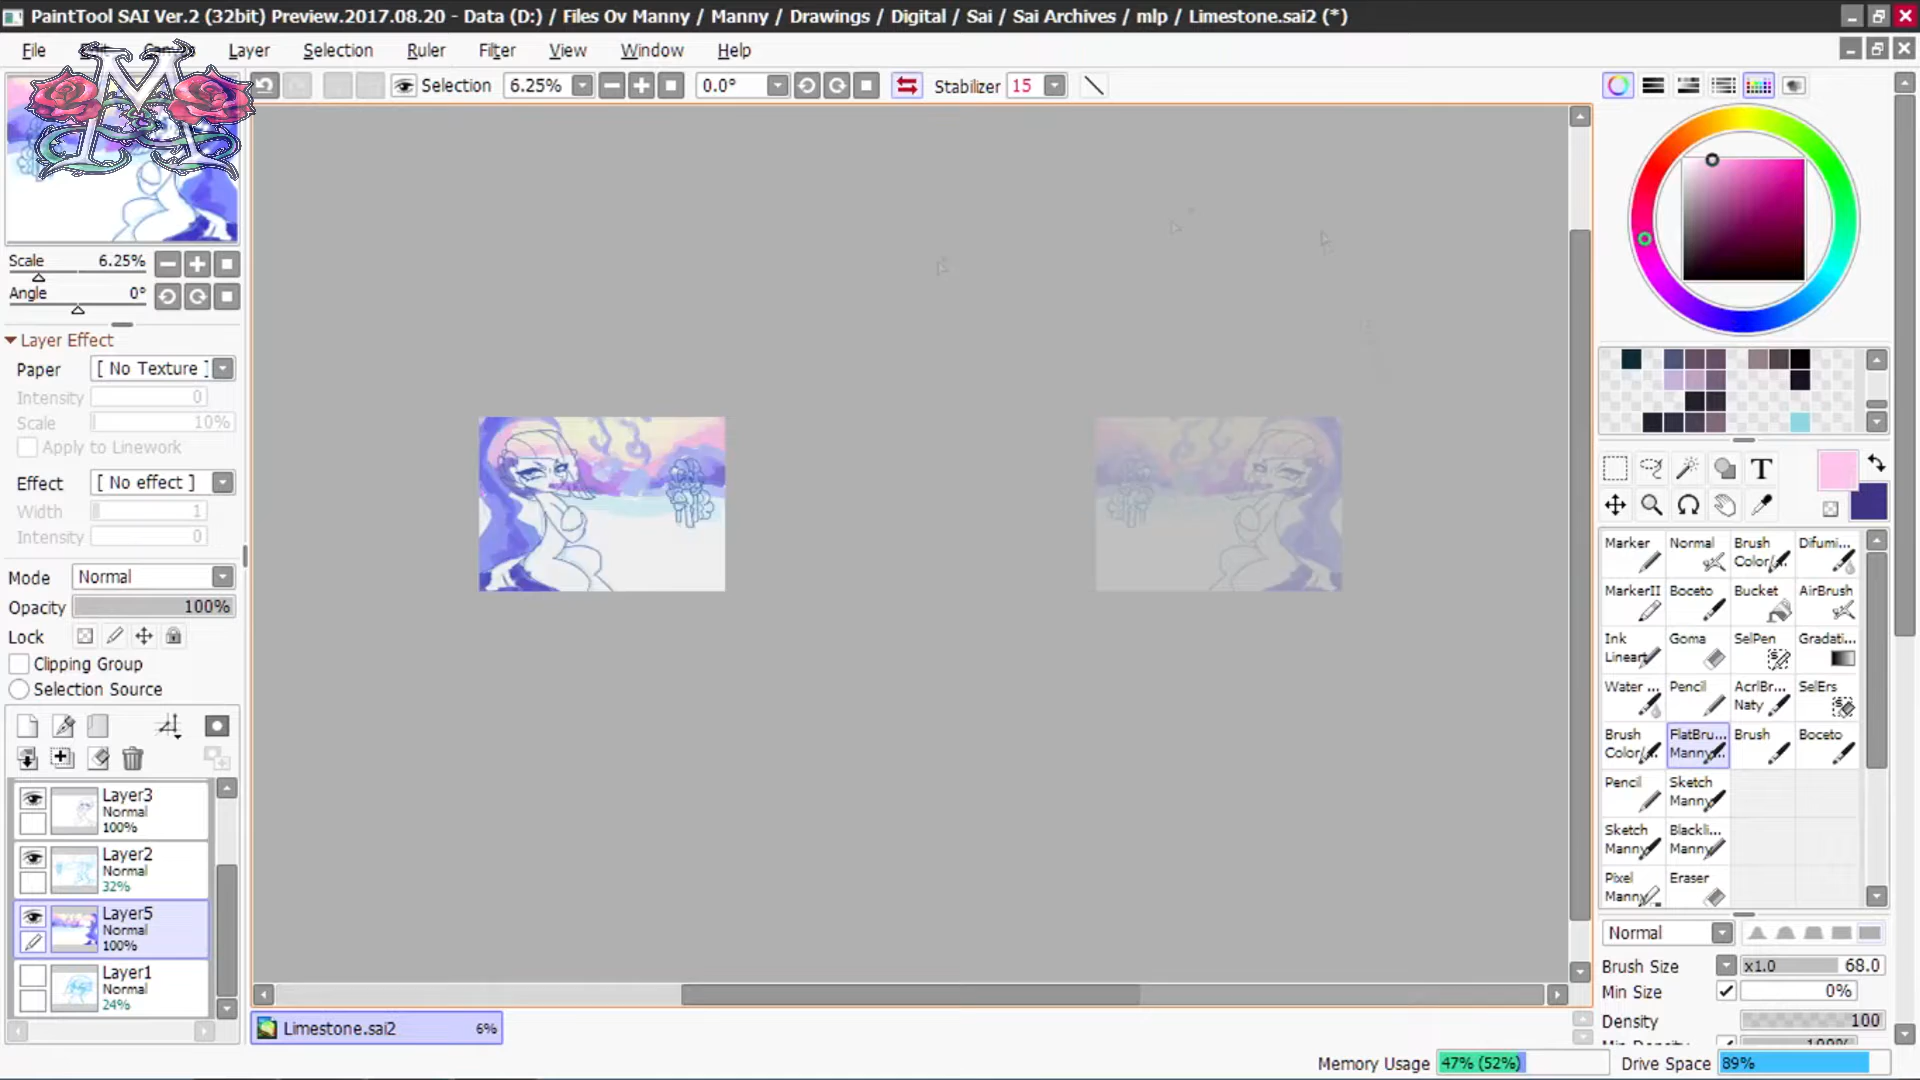 PaintTool SAI Ver.2 (32bit) Preview.2017.08.20 - Data (D:) / Files Ov Manny / Manny / Drawings / Digital / Sai / Sai Archives / mlp / Limestone.sai2 (*)
File Layer Selection Ruler Filter View Window Help
M
Selection 6.25% 0.0° Stabilizer 15
Scale 6.25%
Angle 0°
Layer Effect
Paper [ No Texture ]
Intensity 0
Scale 10%
Apply to Linework
Effect [ No effect ]
Width 1
Intensity 0
Mode Normal
Opacity 100%
Lock
Clipping Group
Selection Source
Layer3
Normal
100%
Layer2
Normal
32%
Layer5
Normal
100%
Layer1
Normal
24%
Limestone.sai2 6%
T
Marker Normal Brush Difumi...
Color/
MarkerII Boceto Bucket AirBrush
Ink Goma SelPen Gradati...
Lineart
Water ... Pencil AcrlBr... SelErs
Naty
Brush FlatBru... Brush Boceto
Color/ Manny...
Pencil Sketch
Manny
Sketch Blackli...
Manny Manny
Pixel Eraser
Manny
Normal
Brush Size x1.0 68.0
Min Size 0%
Density 100
Memory Usage 47% (52%) Drive Space 89%